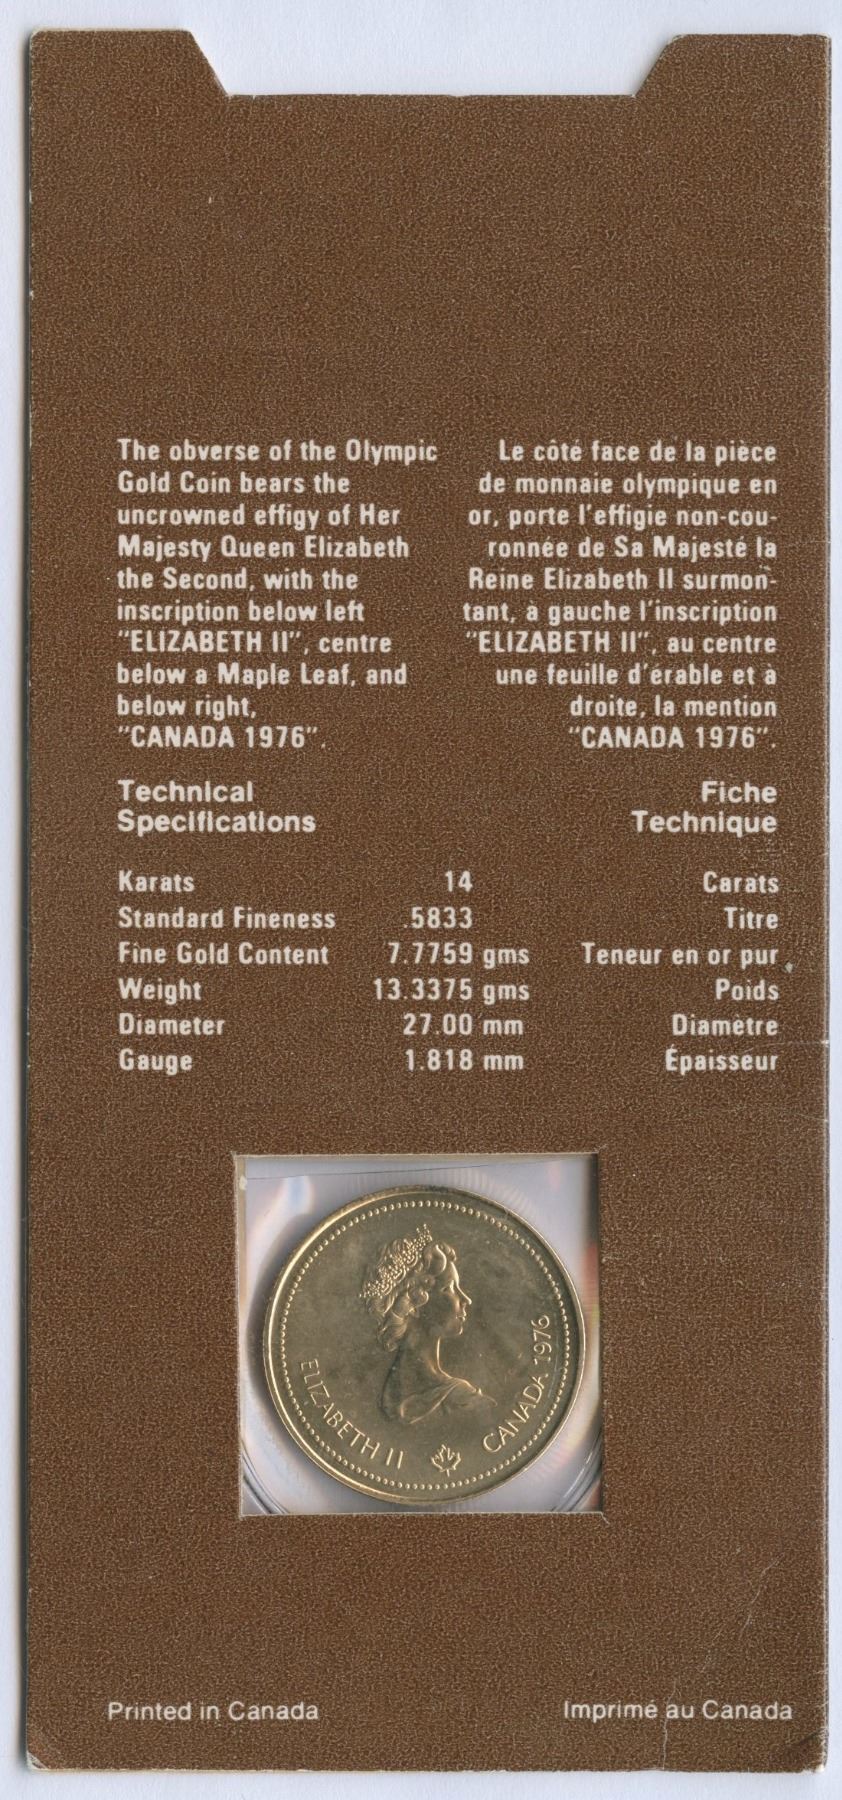 The obverse of the Olympic
Gold Coin bears the
uncrowned effigy of Her
Majesty Queen Elizabeth
the Second, with the
inscription below left
"ELIZABETH II", centre
below a Maple Leaf, and
below right,
"CANADA 1976".
Le côté face de la pièce
de monnaie olympique en
or, porte l'effigie non-cou-
ronnée de Sa Majesté la
Reine Elizabeth II surmon-
tant, à gauche l'inscription
"ELIZABETH II", au centre
une feuille d'érable et à
droite, la mention
"CANADA 1976".
Technical
Specifications
Fiche
Technique
Karats 14 Carats
Standard Fineness .5833 Titre
Fine Gold Content 7.7759 gms Teneur en or pur
Weight 13.3375 gms Poids
Diameter 27.00 mm Diamètre
Gauge 1.818 mm Épaisseur
ELIZABETH II CANADA 1976
Printed in Canada Imprimé au Canada